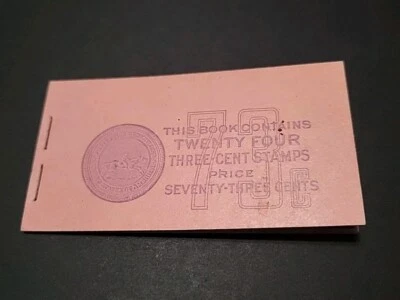 THIS BOOK CONTAINS
TWENTY FOUR
THREE-CENT STAMPS
PRICE
SEVENTY-THREE CENTS
73c